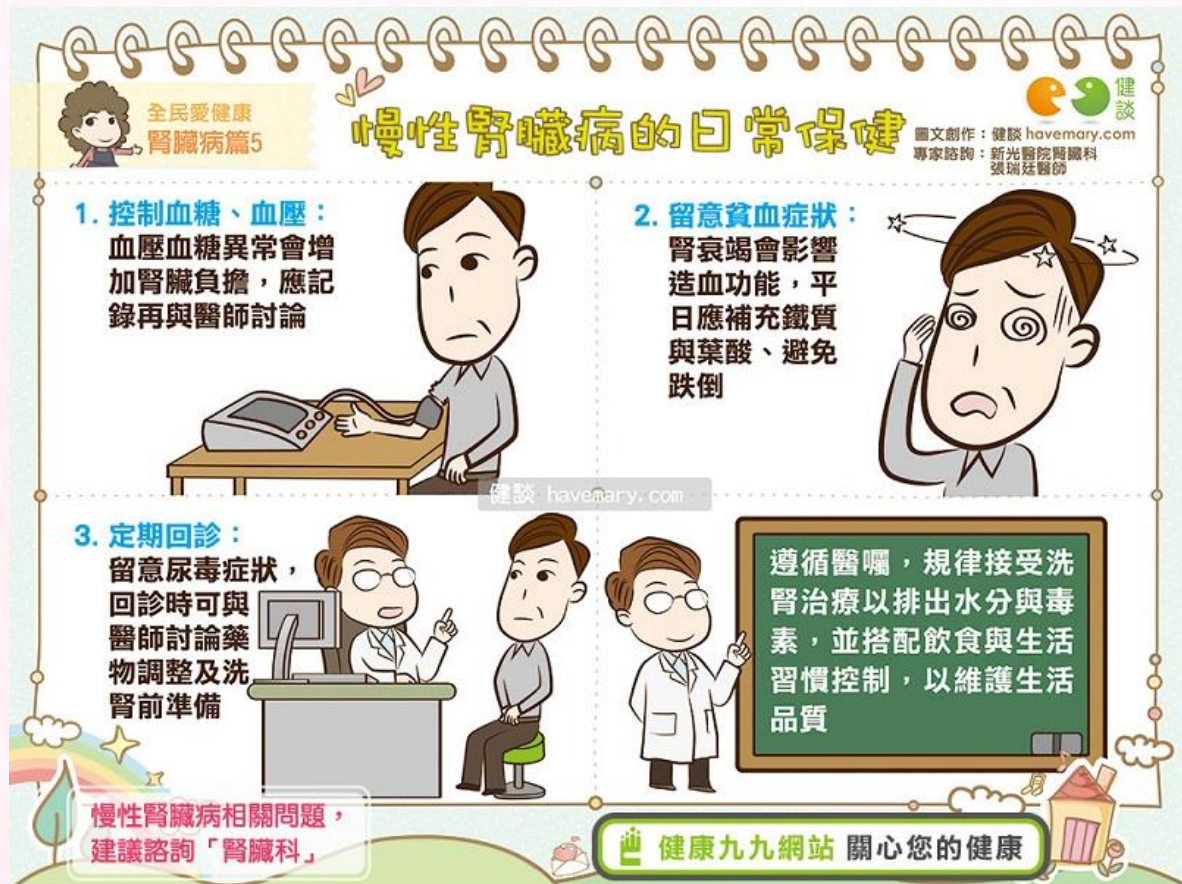 全民愛健康
腎臟病篇5
慢性腎臟病的日常保健
健談
圖文創作：健談 havemary.com
專家諮詢：新光醫院腎臟科
張瑞廷醫師
1. 控制血糖、血壓：
血壓血糖異常會增
加腎臟負擔，應記
錄再與醫師討論
2. 留意貧血症狀：
腎衰竭會影響
造血功能，平
日應補充鐵質
與葉酸、避免
跌倒
健談 havemary.com
3. 定期回診：
留意尿毒症狀，
回診時可與
醫師討論藥
物調整及洗
腎前準備
遵循醫囑，規律接受洗
腎治療以排出水分與毒
素，並搭配飲食與生活
習慣控制，以維護生活
品質
慢性腎臟病相關問題，
建議諮詢「腎臟科」
健康九九網站 關心您的健康